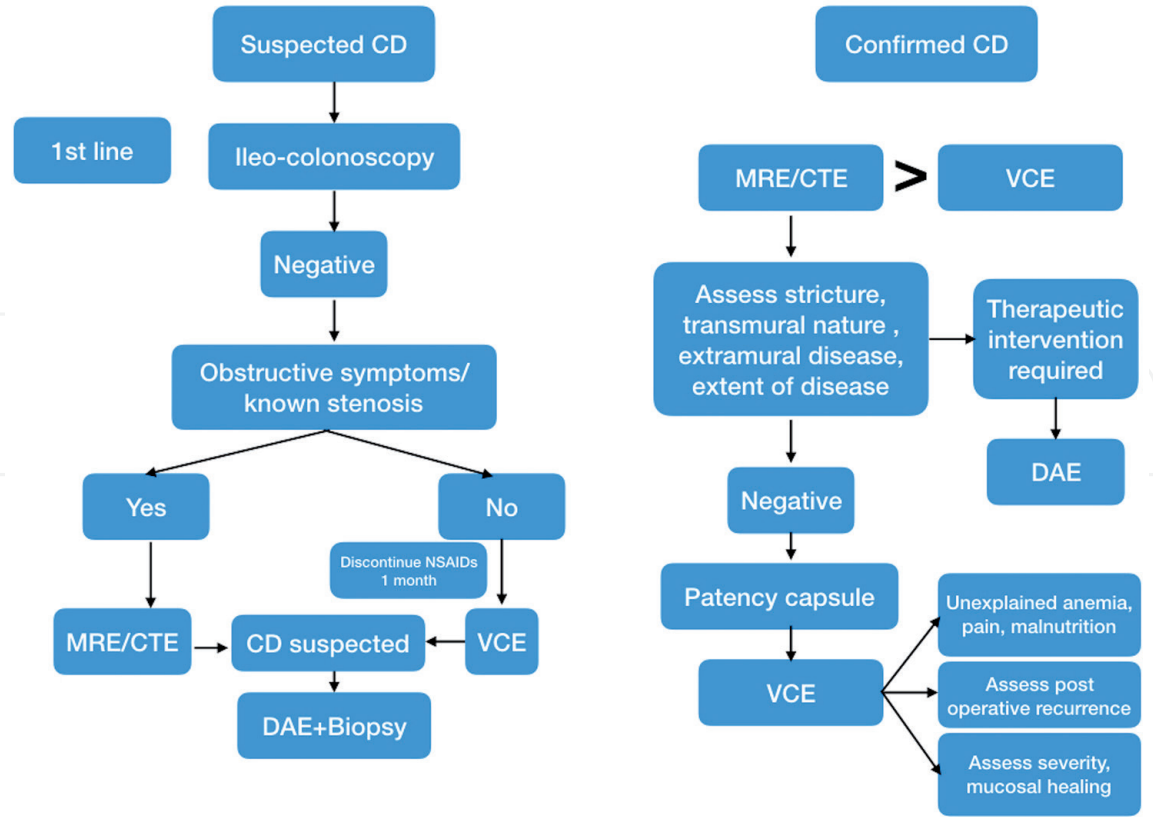 Suspected CD
1st line
Ileo-colonoscopy
Negative
Obstructive symptoms/
known stenosis
Yes
No
Discontinue NSAIDs
1 month
MRE/CTE
CD suspected
VCE
DAE+Biopsy
Confirmed CD
MRE/CTE
>
VCE
Assess stricture,
transmural nature ,
extramural disease,
extent of disease
Therapeutic
intervention
required
DAE
Negative
Patency capsule
VCE
Unexplained anemia,
pain, malnutrition
Assess post
operative recurrence
Assess severity,
mucosal healing